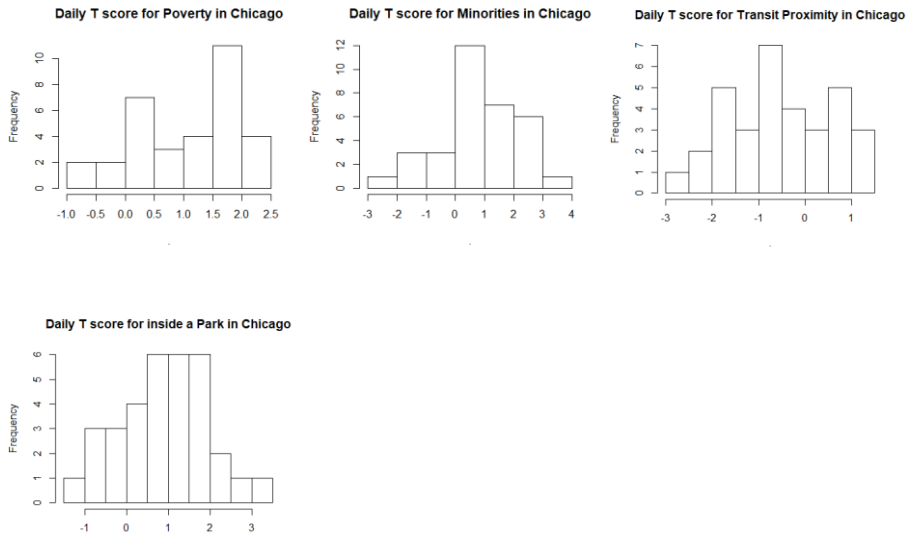 Daily T score for Poverty in Chicago
Frequency
10
8
6
4
2
0
-1.0 -0.5 0.0 0.5 1.0 1.5 2.0 2.5
Daily T score for Minorities in Chicago
Frequency
12
10
8
6
4
2
0
-3 -2 -1 0 1 2 3 4
Daily T score for Transit Proximity in Chicago
Frequency
7
6
5
4
3
2
1
0
-3 -2 -1 0 1
Daily T score for inside a Park in Chicago
Frequency
6
5
4
3
2
1
0
-1 0 1 2 3